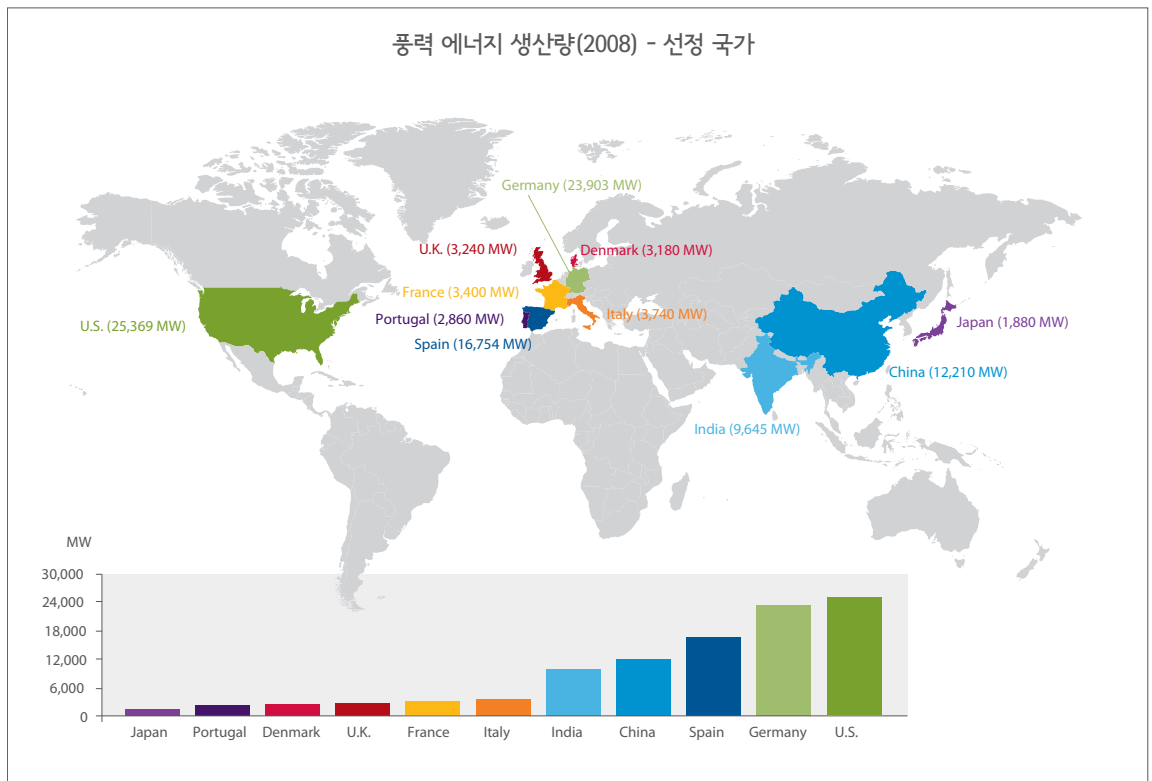 풍력 에너지 생산량(2008) - 선정 국가
Germany (23,903 MW)
U.K. (3,240 MW)
Denmark (3,180 MW)
France (3,400 MW)
Italy (3,740 MW)
Portugal (2,860 MW)
U.S. (25,369 MW)
Japan (1,880 MW)
Spain (16,754 MW)
China (12,210 MW)
India (9,645 MW)
MW
30,000
24,000
18,000
12,000
6,000
0
Japan Portugal Denmark U.K. France Italy India China Spain Germany U.S.